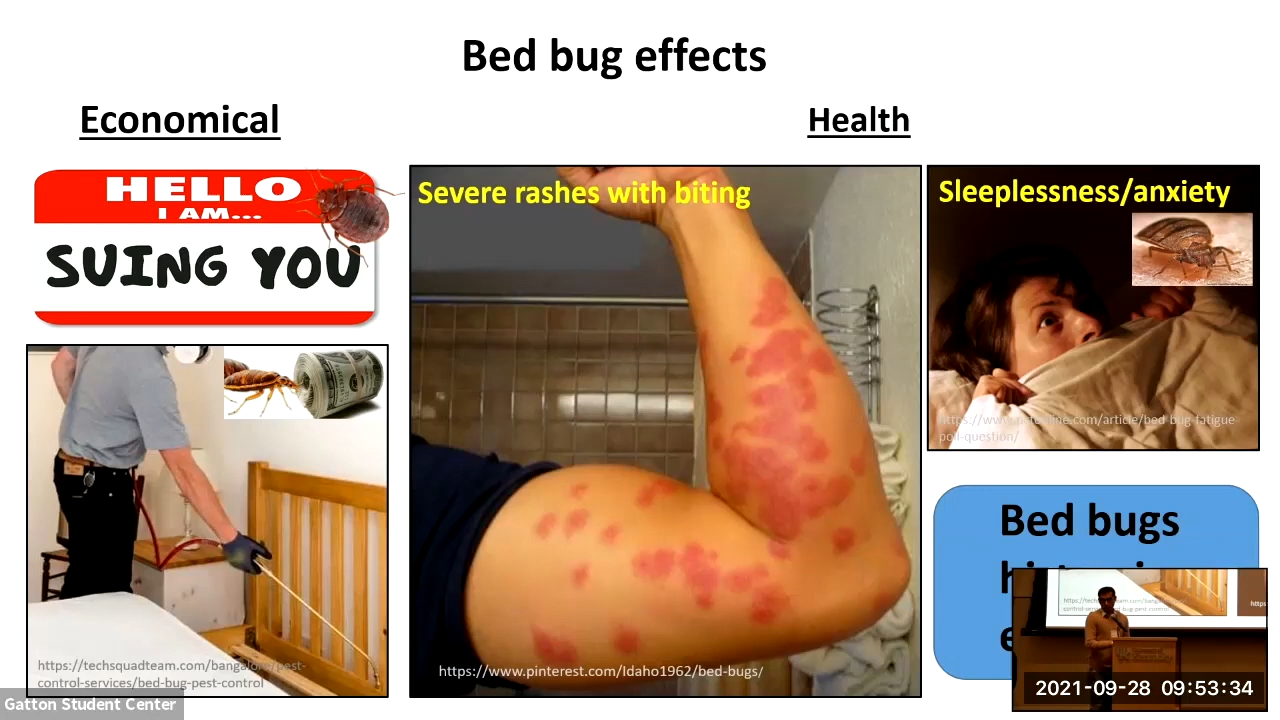 Bed bug effects
Economical
Health
HELLO
I AM...
SUING YOU
Severe rashes with biting
Sleeplessness/anxiety
https://techsquadteam.com/bangalore/pest-
control-services/bed-bug-pest-control
https://www.pinterest.com/Idaho1962/bed-bugs/
poll-question/
Bed bugs
2021-09-28 09:53:34
Gatton Student Center